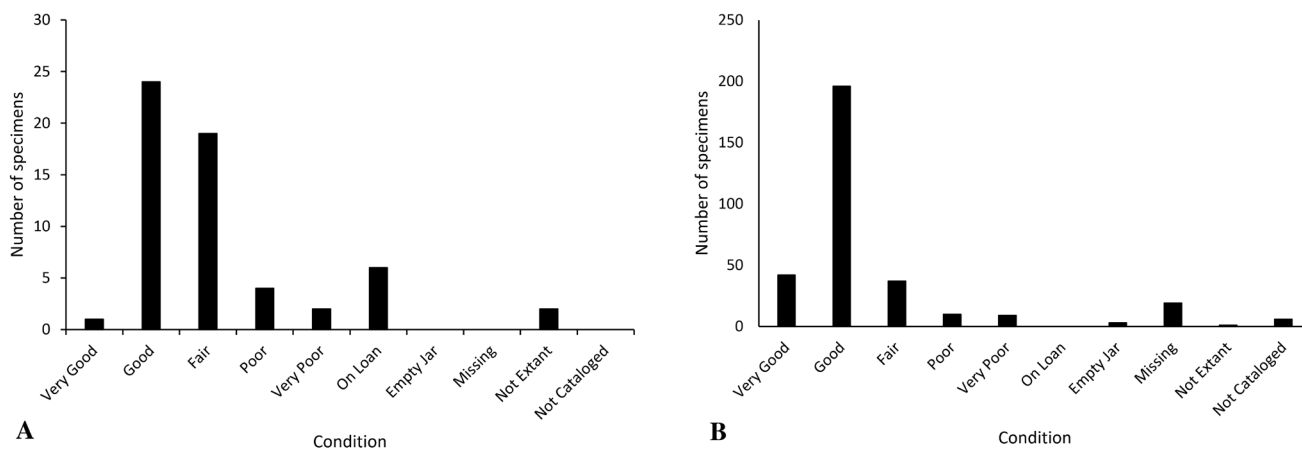 30
25
20
15
10
5
0
Number of specimens
Very Good
Good
Fair
Poor
Very Poor
On Loan
Empty Jar
Missing
Not Extant
Not Cataloged
Condition
A
250
200
150
100
50
0
Number of specimens
Very Good
Good
Fair
Poor
Very Poor
On Loan
Empty Jar
Missing
Not Extant
Not Cataloged
Condition
B